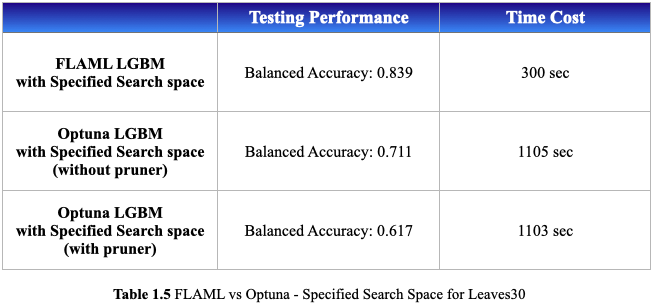 Testing Performance
Time Cost
FLAML LGBM
with Specified Search space
Balanced Accuracy: 0.839
300 sec
Optuna LGBM
with Specified Search space
(without pruner)
Balanced Accuracy: 0.711
1105 sec
Optuna LGBM
with Specified Search space
(with pruner)
Balanced Accuracy: 0.617
1103 sec
Table 1.5 FLAML vs Optuna - Specified Search Space for Leaves30